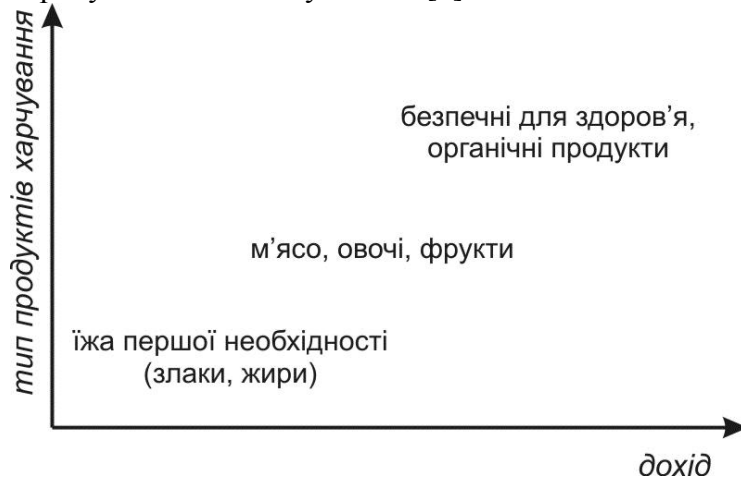 тип продуктів харчування
безпечні для здоров’я,
органічні продукти
м’ясо, овочі, фрукти
їжа першої необхідності
(злаки, жири)
дохід